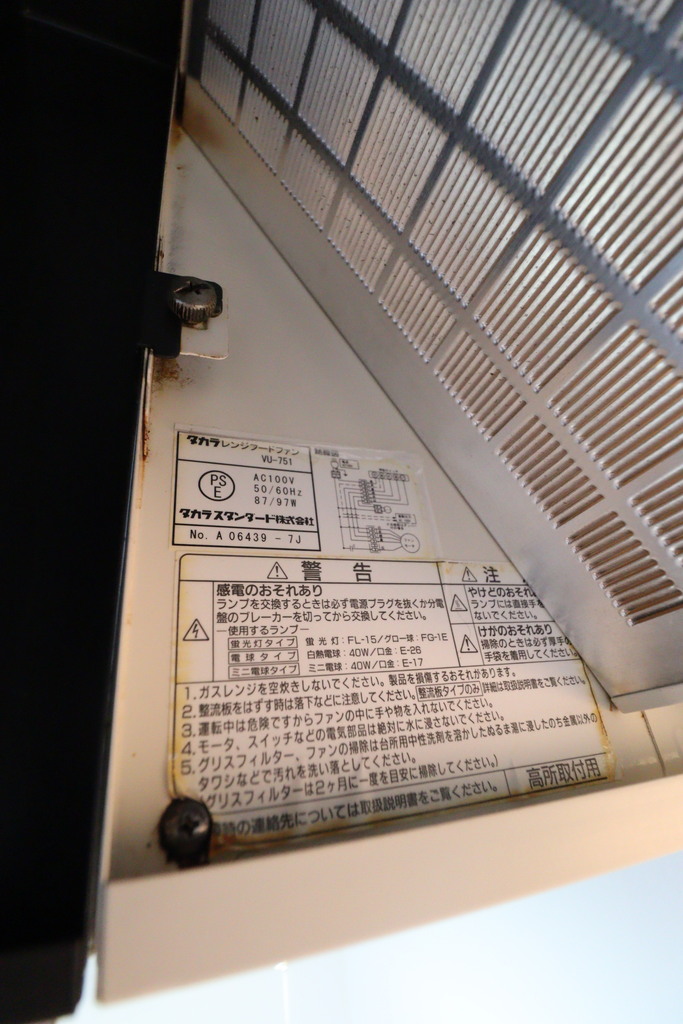 タカラレンジフードファン
VU-751
PS
E
AC100V
50/60Hz
87/97W
タカラスタンダード株式会社
No. A 06439 - 7J
警告
感電のおそれあり
ランプを交換するときは必ず電源プラグを抜くか分電
盤のブレーカーを切ってから交換してください。
使用するランプ
蛍光灯タイプ 蛍光灯:FL-15/グロー球:FG-1E
電球タイプ 白熱電球:40W/口金:E-26
ミニ電球タイプ ミニ電球:40W/口金:E-17
注
やけどのおそれ
ランプには直接手
ないでください。
けがのおそれあり
掃除のときは必ず厚手
手袋を着用してくださ
1. ガスレンジを空炊きしないでください。製品を損傷するおそれがあります。
2. 整流板をはずす時は落下などに注意してください。(整流板タイプのみ)詳細は取扱説明書をご覧ください。
3. 運転中は危険ですからファンの中に手や物を入れないでください。
4. モータ、スイッチなどの電気部品は絶対に水に浸さないでください。
5. グリスフィルター、ファンの掃除は台所用中性洗剤を溶かしたぬるま湯に浸したのち金属以外の
タワシなどで汚れを洗い落としてください。
グリスフィルターは2ヶ月に一度を目安に掃除してください。)
時の連絡先については取扱説明書をご覧ください。
高所取付用